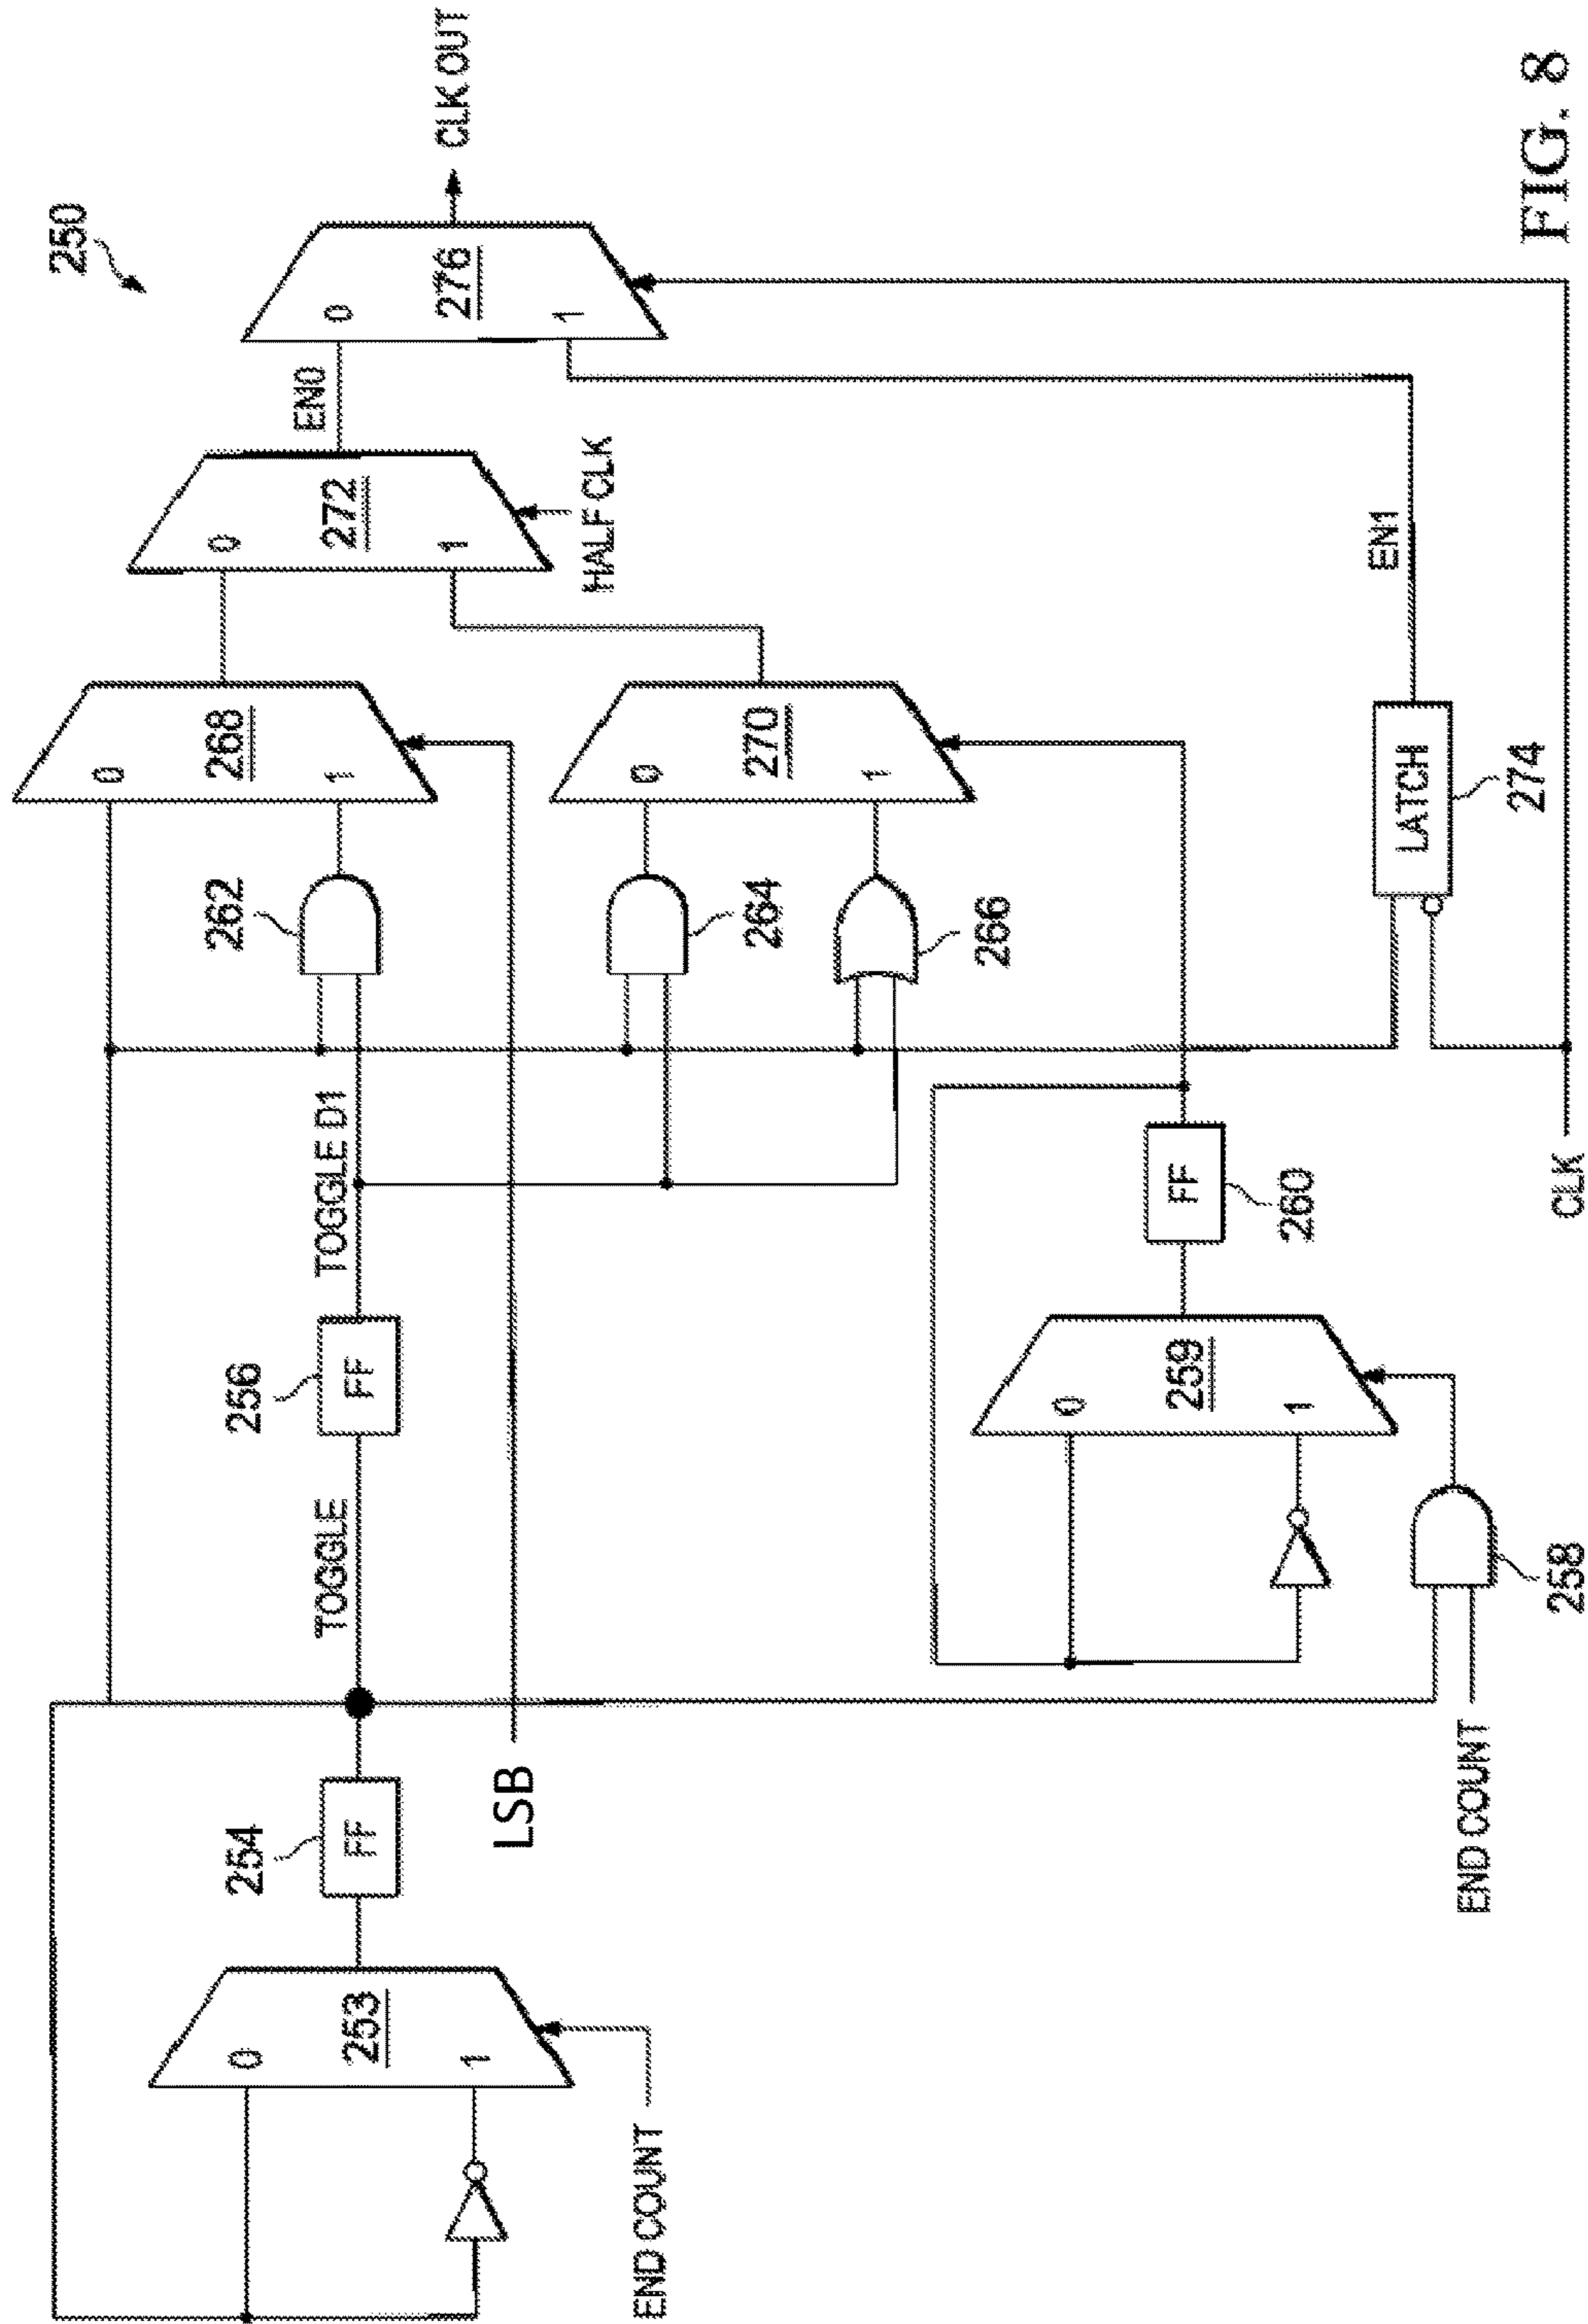 250
CLK OUT
276
0
1
EN0
272
0
1
HALF CLK
EN1
268
0
1
270
0
1
262
264
266
LATCH
274
TOGGLE D1
FF
260
CLK
256
FF
TOGGLE
259
0
1
258
END COUNT
254
FF
LSB
253
0
1
END COUNT
FIG. 8